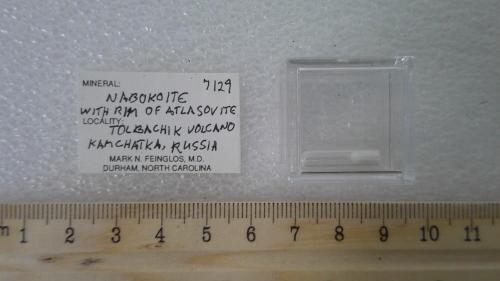 MINERAL: 7129
NABOKOITE
WITH RIM OF ATLASOVITE
LOCALITY:
TOLBACHIK VOLCANO
KAMCHATKA, RUSSIA
MARK N. FEINGLOS, M.D.
DURHAM, NORTH CAROLINA
m 1 2 3 4 5 6 7 8 9 10 11